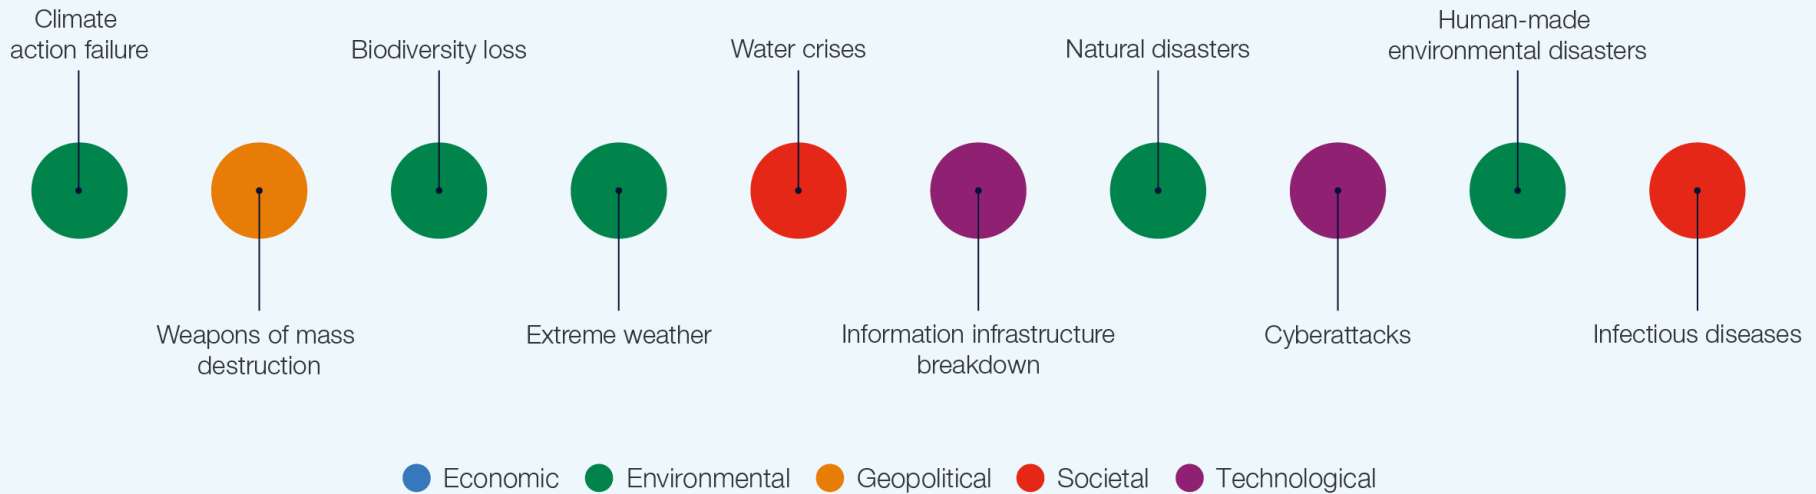 Climate
action failure
Biodiversity loss
Water crises
Natural disasters
Human-made
environmental disasters
Weapons of mass
destruction
Extreme weather
Information infrastructure
breakdown
Cyberattacks
Infectious diseases
Economic
Environmental
Geopolitical
Societal
Technological